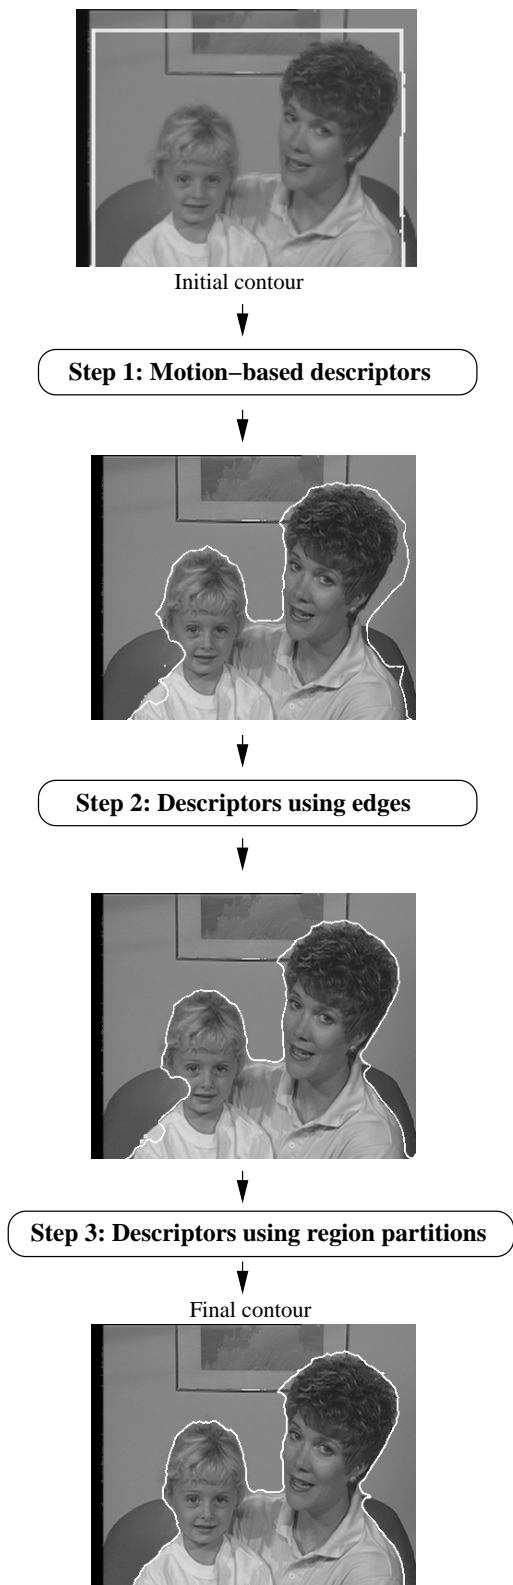 Initial contour
Step 1: Motion−based descriptors
Step 2: Descriptors using edges
Step 3: Descriptors using region partitions
Final contour